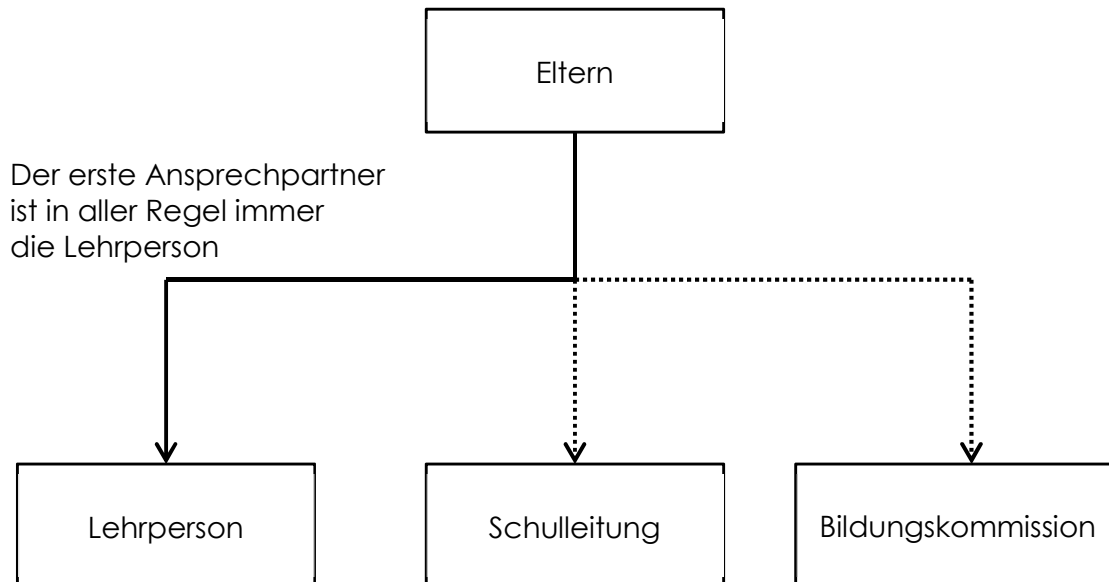 Eltern
Der erste Ansprechpartner
ist in aller Regel immer
die Lehrperson
Lehrperson
Schulleitung
Bildungskommission